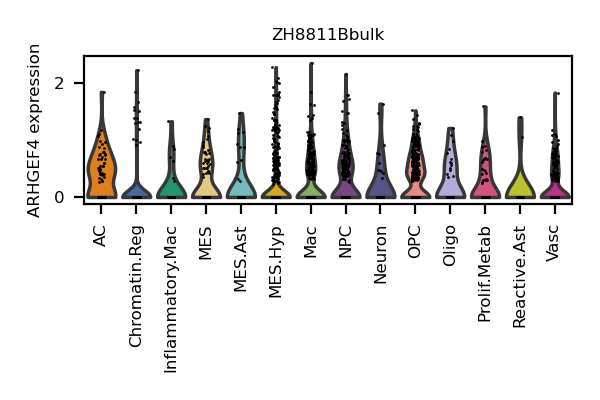 ZH8811Bbulk
ARHGEF4 expression
2
0
AC
Chromatin.Reg
Inflammatory.Mac
MES
MES.Ast
MES.Hyp
Mac
NPC
Neuron
OPC
Oligo
Prolif.Metab
Reactive.Ast
Vasc